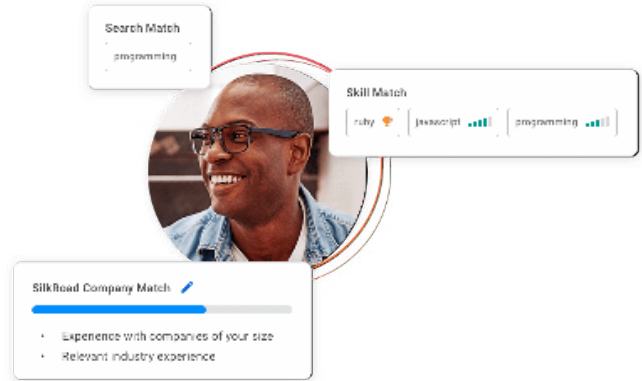 Search Match
programming
Skill Match
ruby javascript programming
SilkRoad Company Match
• Experience with companies of your size
• Relevant industry experience